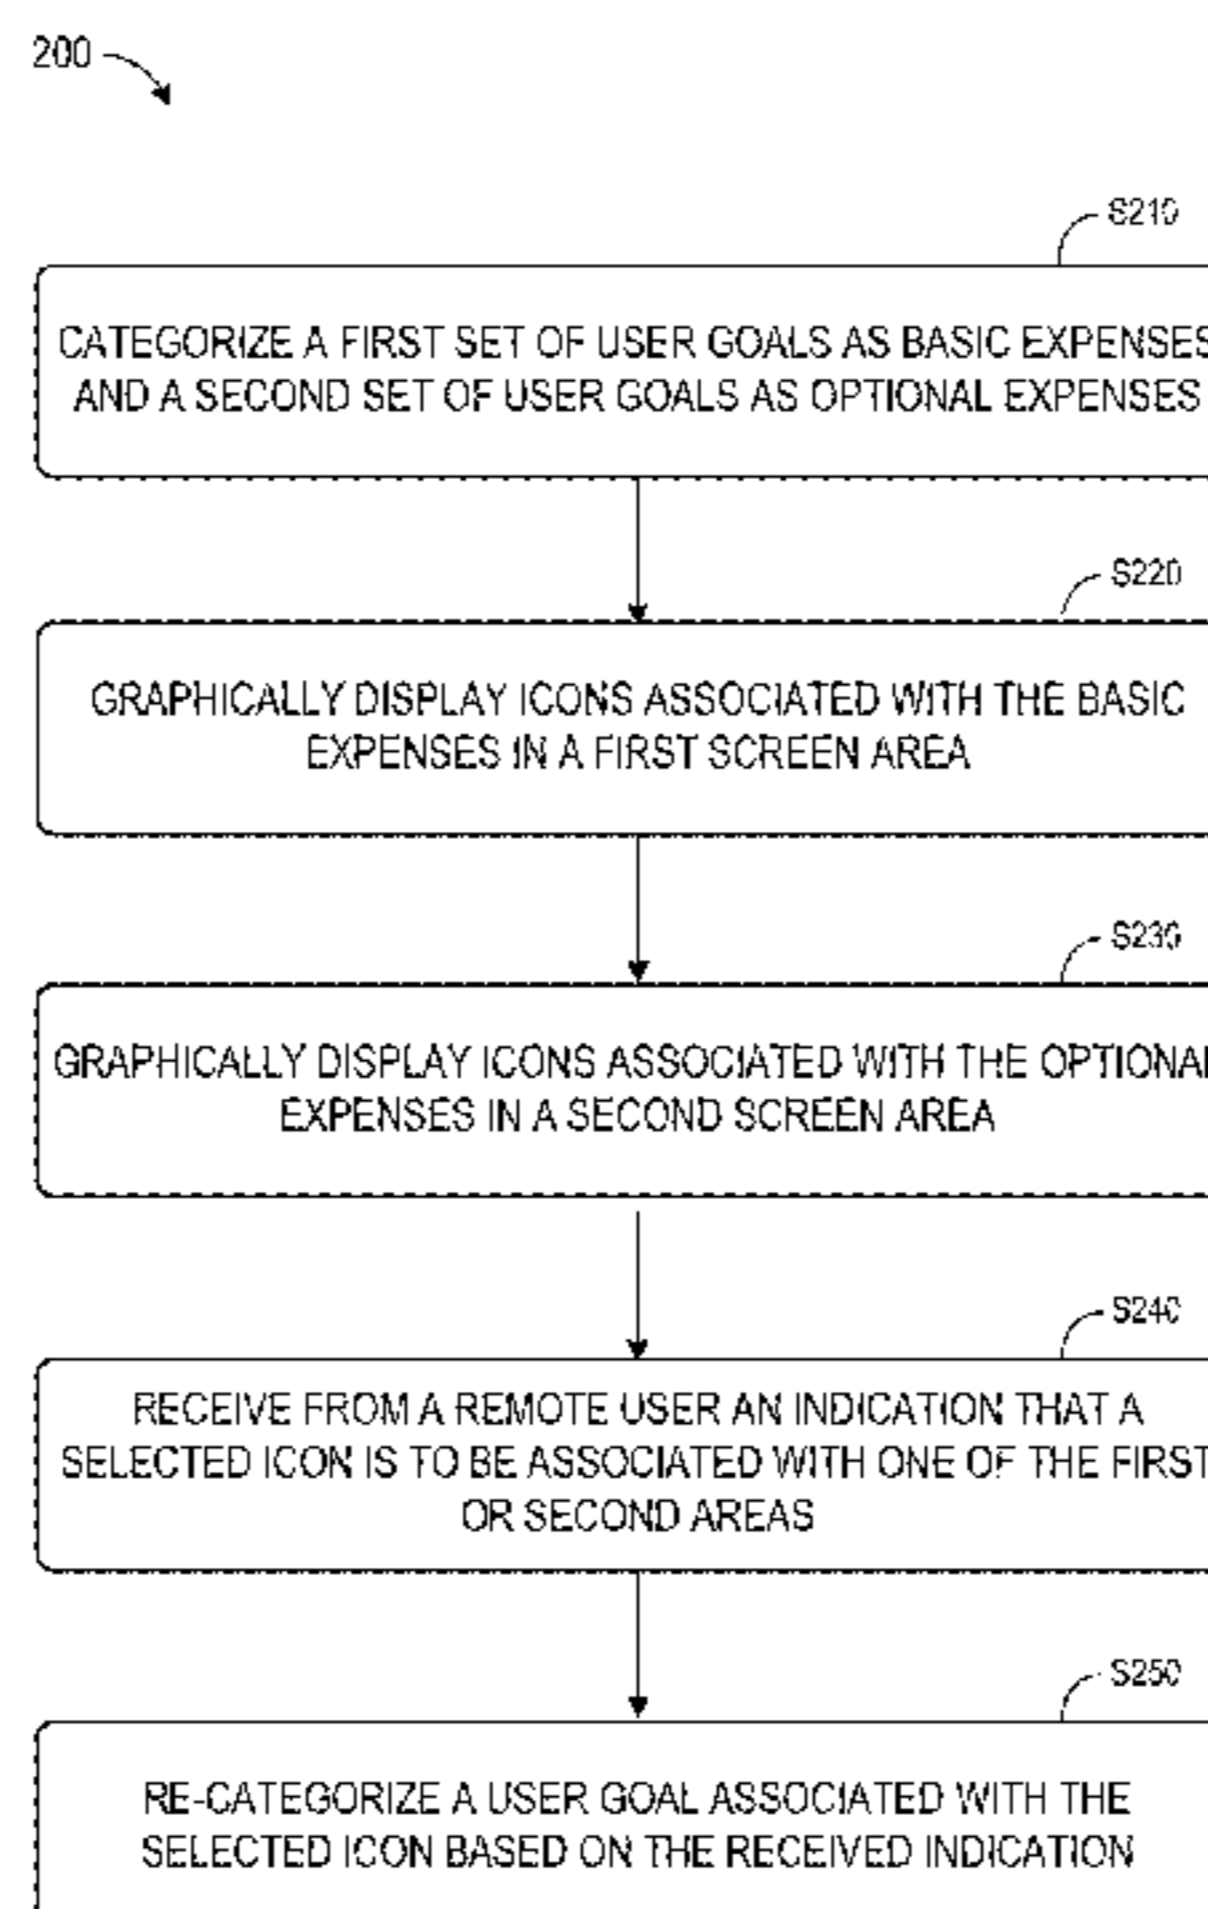 200
S210
CATEGORIZE A FIRST SET OF USER GOALS AS BASIC EXPENSES
AND A SECOND SET OF USER GOALS AS OPTIONAL EXPENSES
S220
GRAPHICALLY DISPLAY ICONS ASSOCIATED WITH THE BASIC
EXPENSES IN A FIRST SCREEN AREA
S230
GRAPHICALLY DISPLAY ICONS ASSOCIATED WITH THE OPTIONAL
EXPENSES IN A SECOND SCREEN AREA
S240
RECEIVE FROM A REMOTE USER AN INDICATION THAT A
SELECTED ICON IS TO BE ASSOCIATED WITH ONE OF THE FIRST
OR SECOND AREAS
S250
RE-CATEGORIZE A USER GOAL ASSOCIATED WITH THE
SELECTED ICON BASED ON THE RECEIVED INDICATION